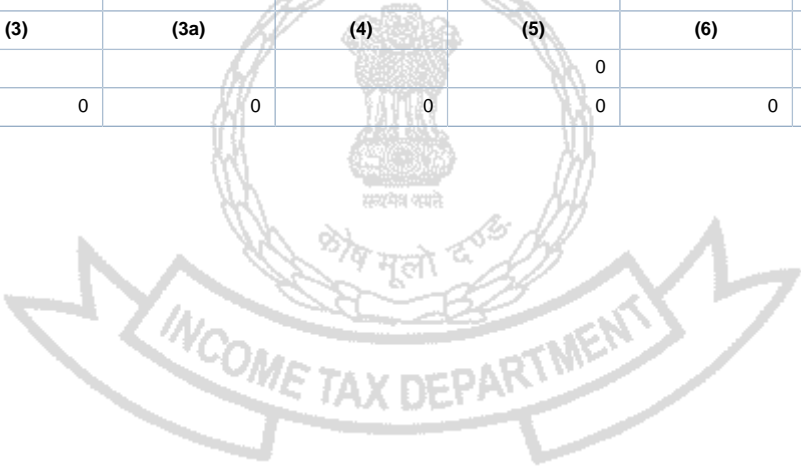 (3) (3a) (4) (5) (6)
0
0 0 0 0 0
सत्यमेव जयते
कोष मूलो दण्डः
INCOME TAX DEPARTMENT